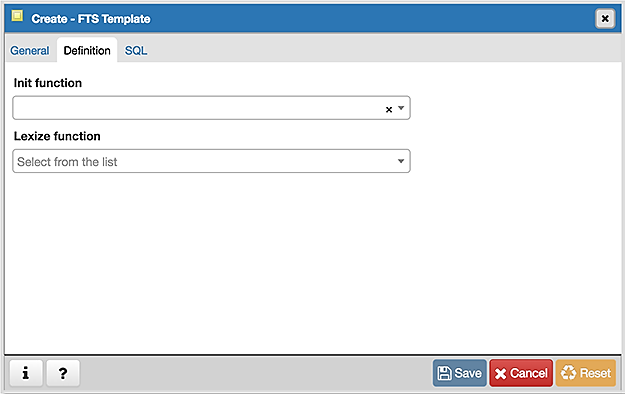 Create - FTS Template
General Definition SQL
Init function
Lexize function
Select from the list
i ? Save Cancel Reset